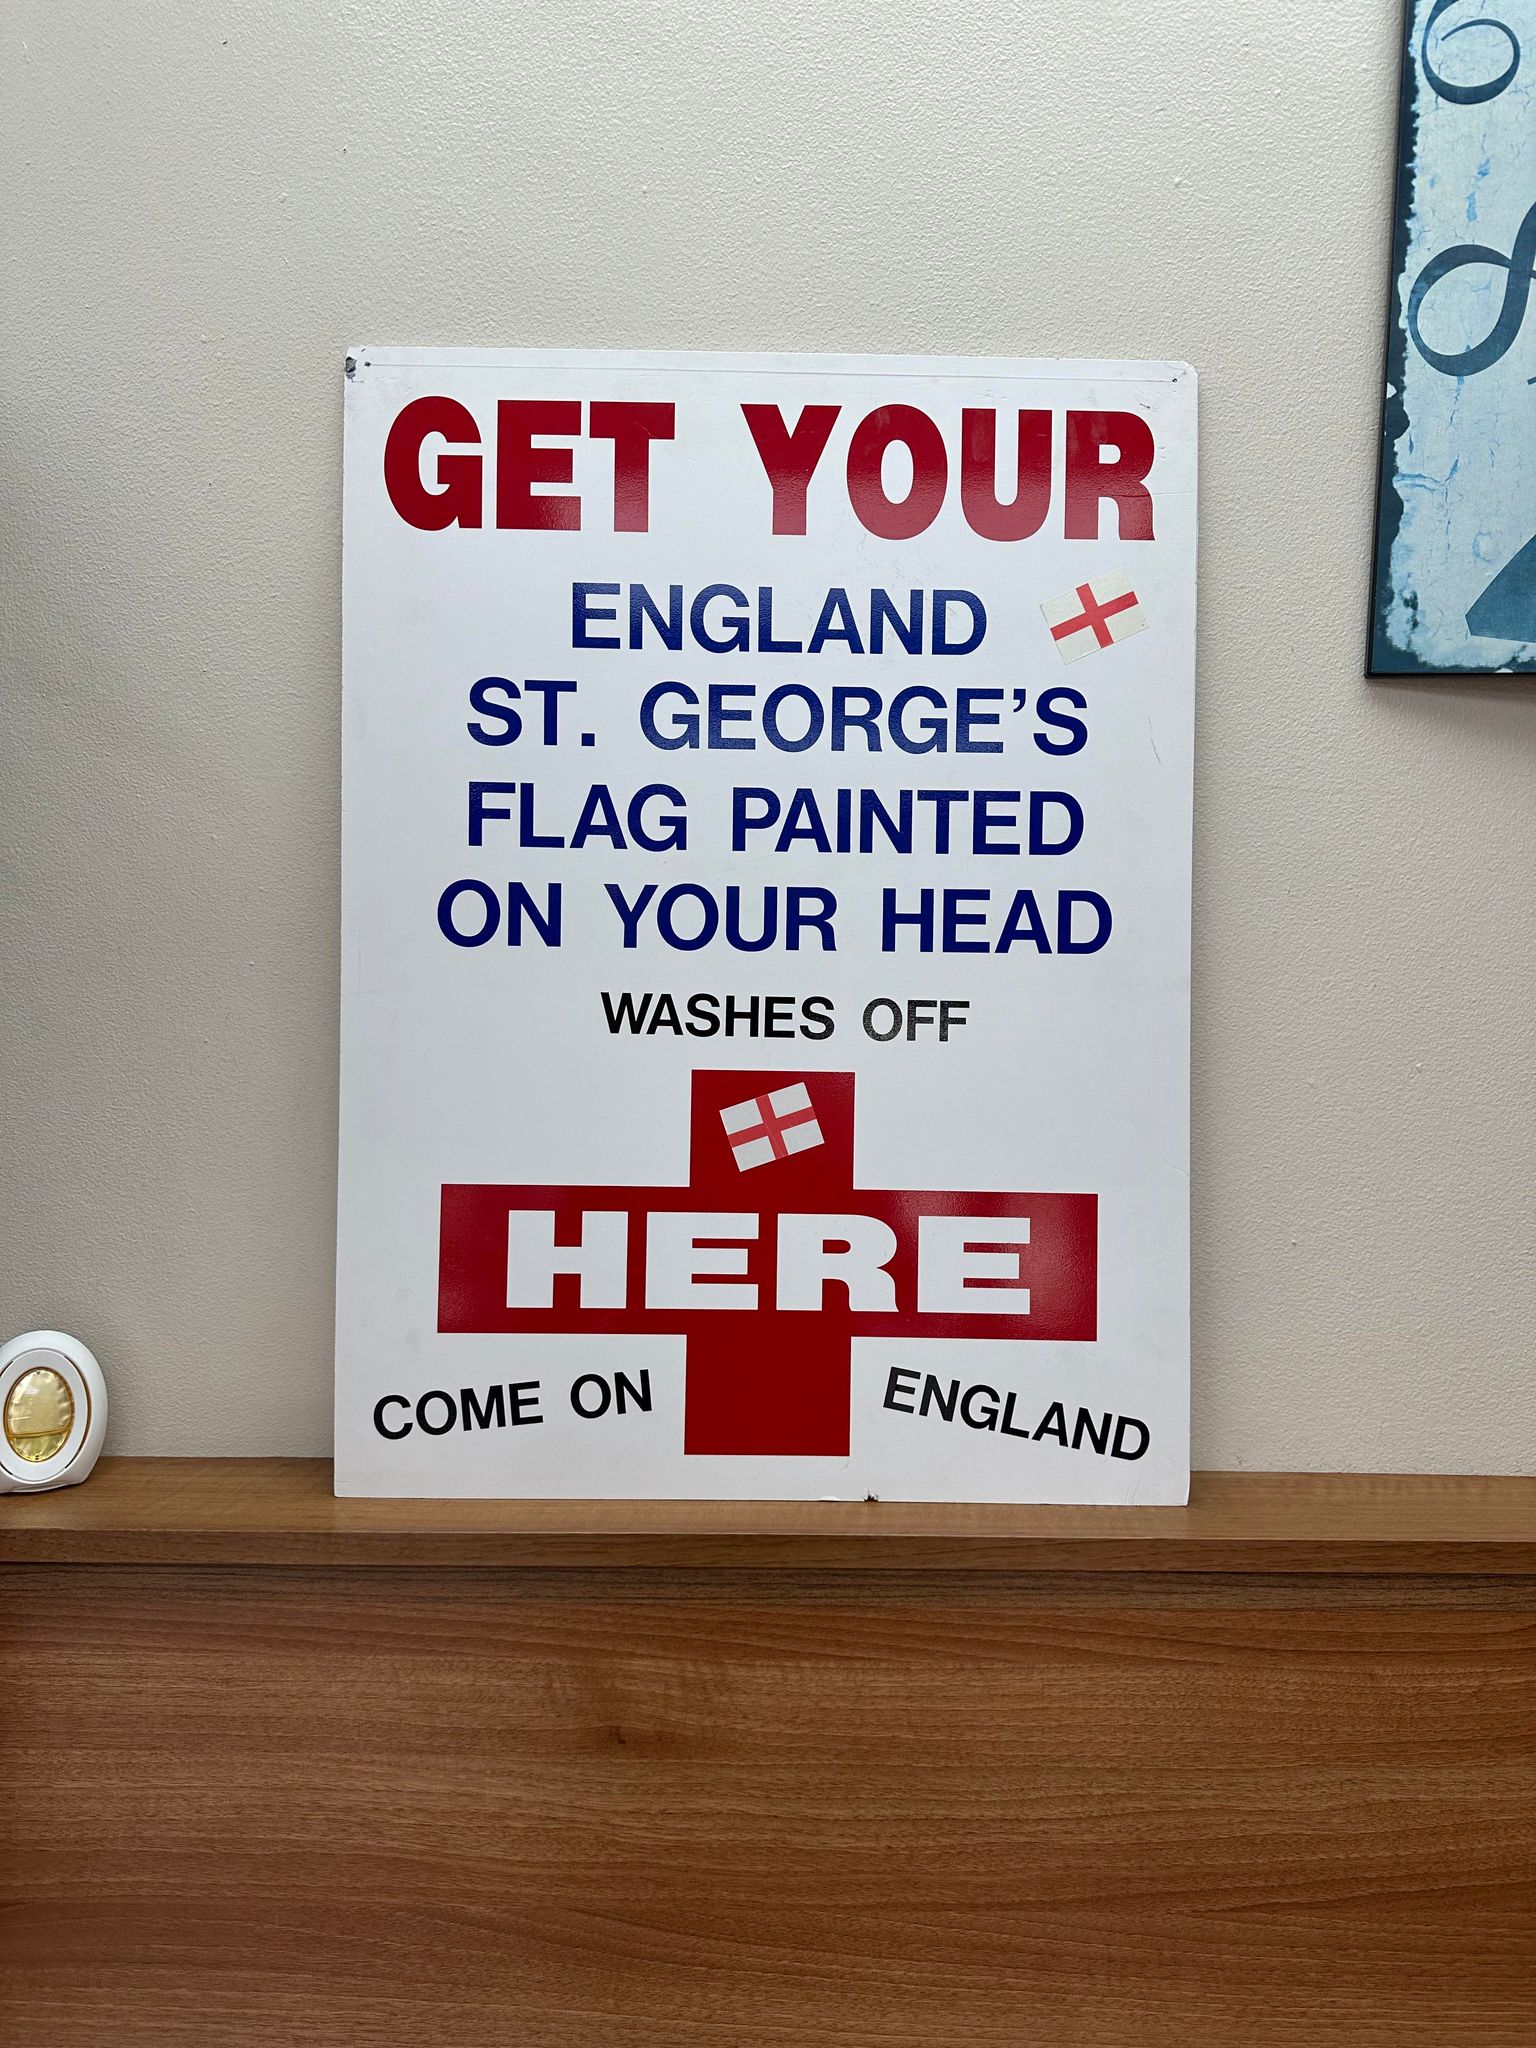 GET YOUR
ENGLAND
ST. GEORGE'S
FLAG PAINTED
ON YOUR HEAD
WASHES OFF
HERE
COME ON ENGLAND